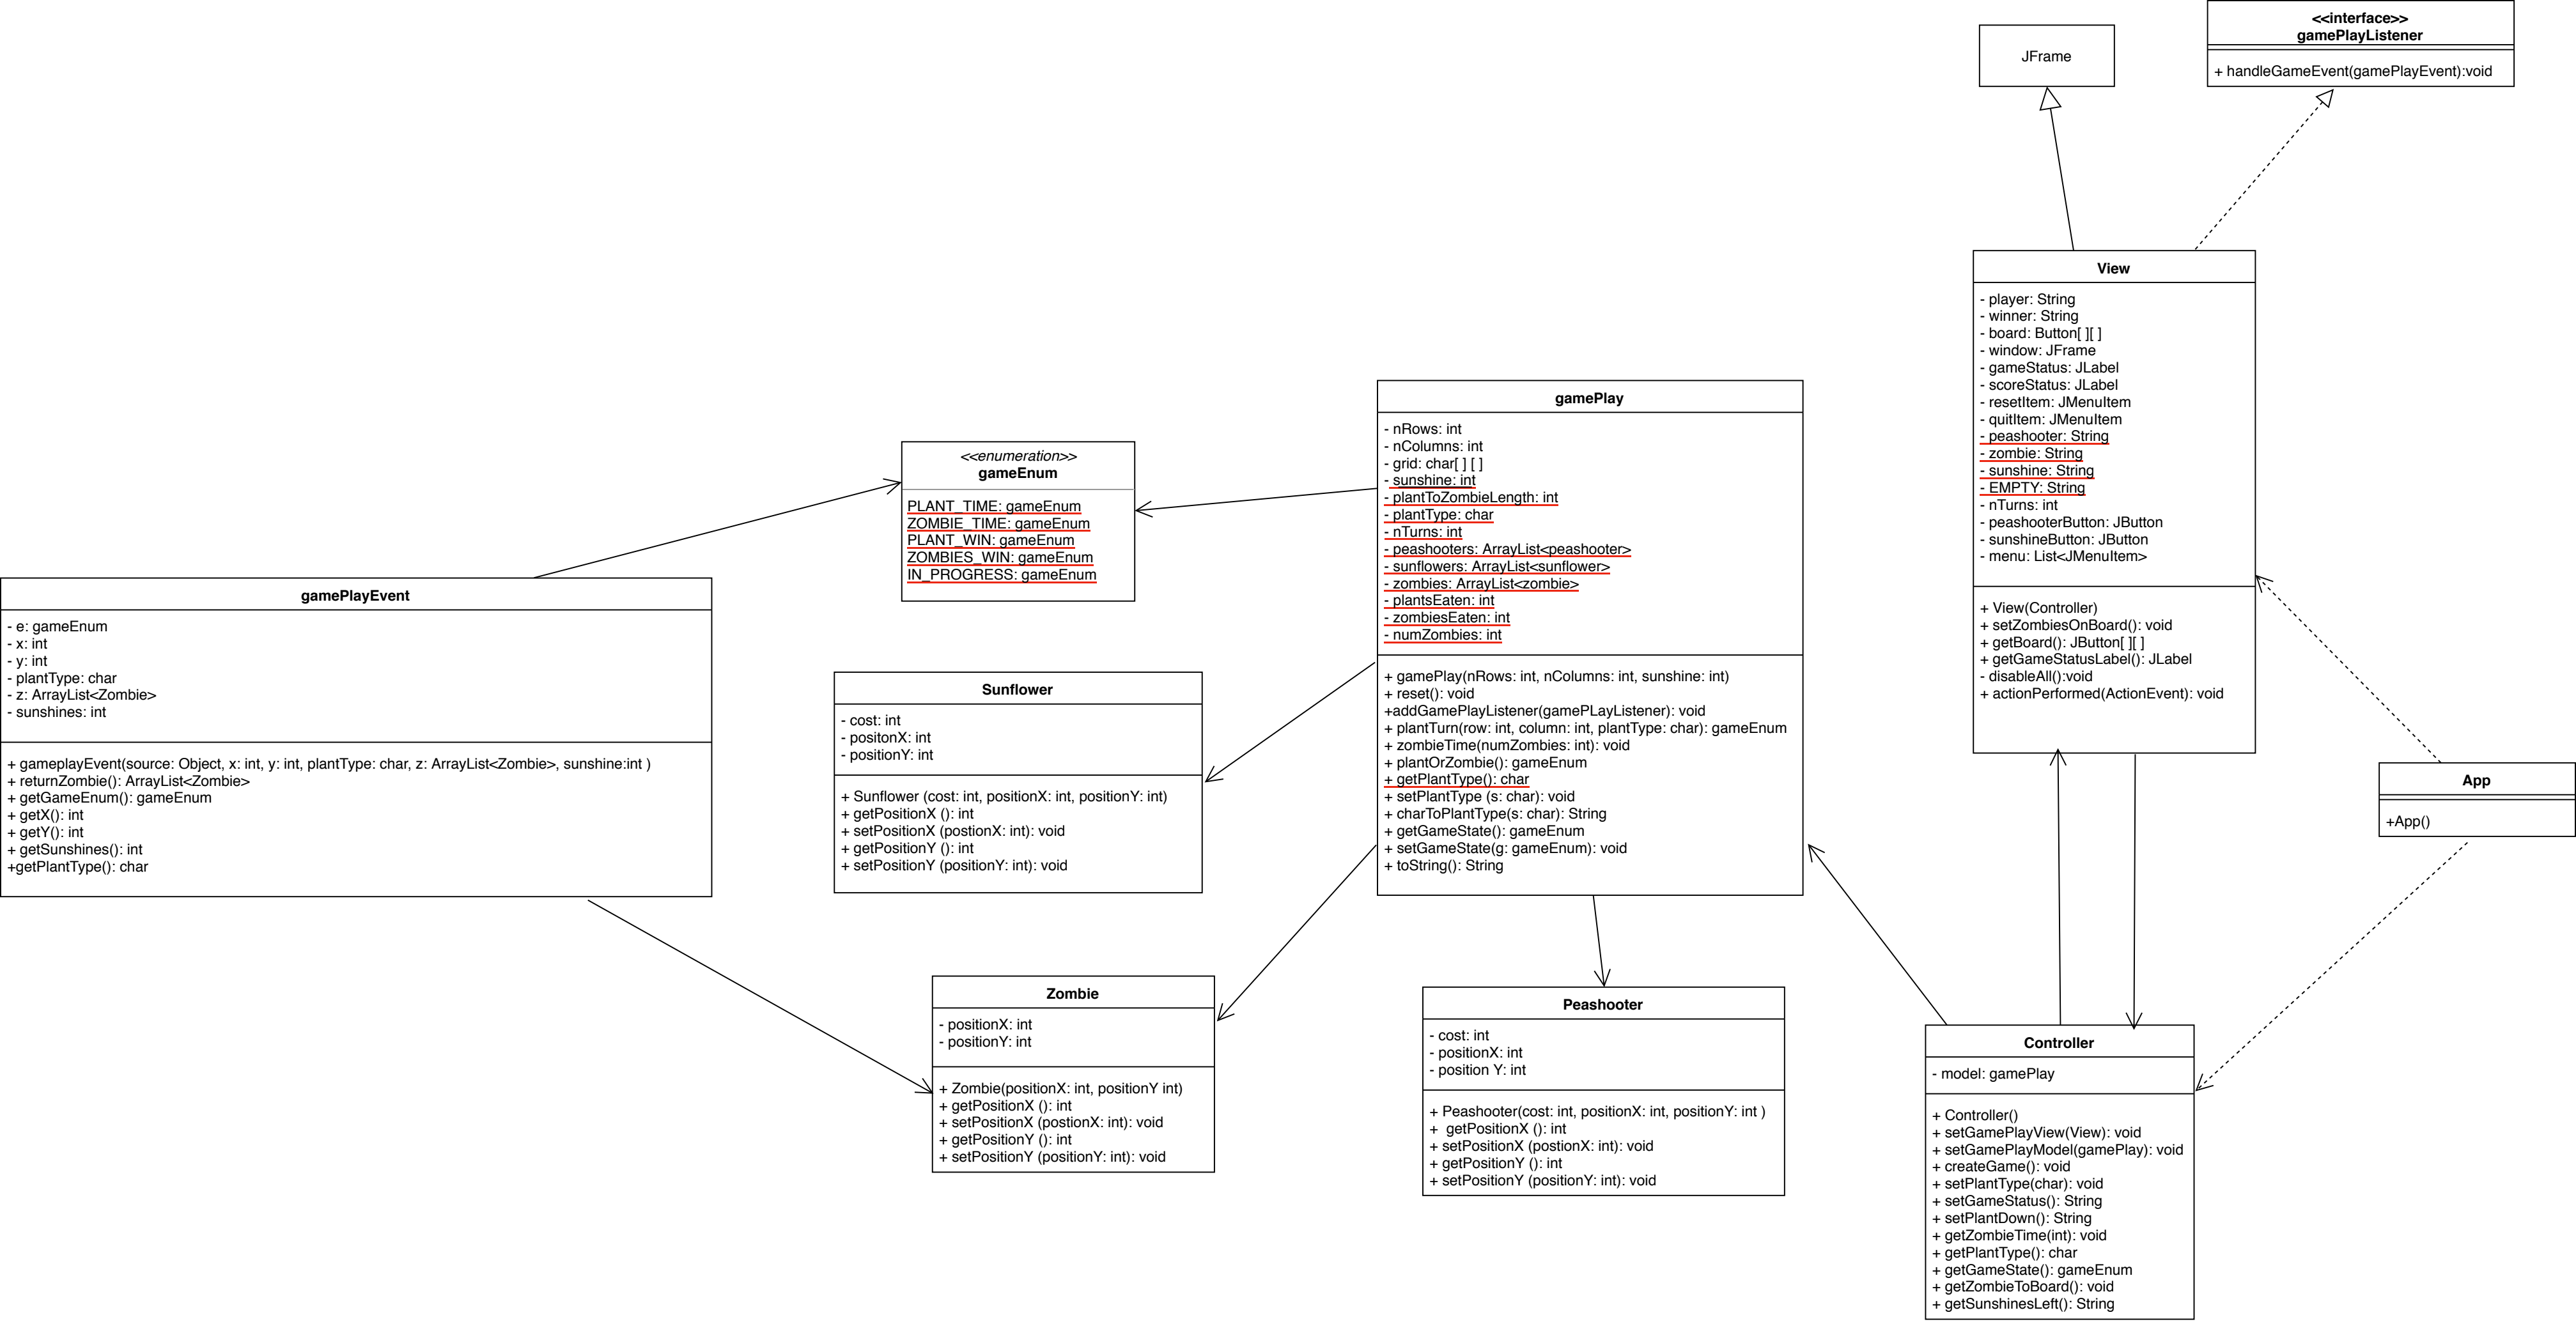 JFrame
<<interface>>
gamePlayListener
+ handleGameEvent(gamePlayEvent):void
View
- player: String
- winner: String
- board: Button[ ][ ]
- window: JFrame
- gameStatus: JLabel
- scoreStatus: JLabel
- resetItem: JMenuItem
- quitItem: JMenuItem
- peashooter: String
- zombie: String
- sunshine: String
- EMPTY: String
- nTurns: int
- peashooterButton: JButton
- sunshineButton: JButton
- menu: List<JMenuItem>
+ View(Controller)
+ setZombiesOnBoard(): void
+ getBoard(): JButton[ ][ ]
+ getGameStatusLabel(): JLabel
- disableAll():void
+ actionPerformed(ActionEvent): void
gamePlay
- nRows: int
- nColumns: int
- grid: char[ ] [ ]
- sunshine: int
- plantToZombieLength: int
- plantType: char
- nTurns: int
- peashooters: ArrayList<peashooter>
- sunflowers: ArrayList<sunflower>
- zombies: ArrayList<zombie>
- plantsEaten: int
- zombiesEaten: int
- numZombies: int
+ gamePlay(nRows: int, nColumns: int, sunshine: int)
+ reset(): void
+addGamePlayListener(gamePLayListener): void
+ plantTurn(row: int, column: int, plantType: char): gameEnum
+ zombieTime(numZombies: int): void
+ plantOrZombie(): gameEnum
+ getPlantType(): char
+ setPlantType (s: char): void
+ charToPlantType(s: char): String
+ getGameState(): gameEnum
+ setGameState(g: gameEnum): void
+ toString(): String
<<enumeration>>
gameEnum
PLANT_TIME: gameEnum
ZOMBIE_TIME: gameEnum
PLANT_WIN: gameEnum
ZOMBIES_WIN: gameEnum
IN_PROGRESS: gameEnum
gamePlayEvent
- e: gameEnum
- x: int
- y: int
- plantType: char
- z: ArrayList<Zombie>
- sunshines: int
+ gameplayEvent(source: Object, x: int, y: int, plantType: char, z: ArrayList<Zombie>, sunshine:int )
+ returnZombie(): ArrayList<Zombie>
+ getGameEnum(): gameEnum
+ getX(): int
+ getY(): int
+ getSunshines(): int
+getPlantType(): char
Sunflower
- cost: int
- positonX: int
- positionY: int
+ Sunflower (cost: int, positionX: int, positionY: int)
+ getPositionX (): int
+ setPositionX (postionX: int): void
+ getPositionY (): int
+ setPositionY (positionY: int): void
App
+App()
Zombie
- positionX: int
- positionY: int
+ Zombie(positionX: int, positionY int)
+ getPositionX (): int
+ setPositionX (postionX: int): void
+ getPositionY (): int
+ setPositionY (positionY: int): void
Peashooter
- cost: int
- positionX: int
- position Y: int
+ Peashooter(cost: int, positionX: int, positionY: int )
+  getPositionX (): int
+ setPositionX (postionX: int): void
+ getPositionY (): int
+ setPositionY (positionY: int): void
Controller
- model: gamePlay
+ Controller()
+ setGamePlayView(View): void
+ setGamePlayModel(gamePlay): void
+ createGame(): void
+ setPlantType(char): void
+ setGameStatus(): String
+ setPlantDown(): String
+ getZombieTime(int): void
+ getPlantType(): char
+ getGameState(): gameEnum
+ getZombieToBoard(): void
+ getSunshinesLeft(): String